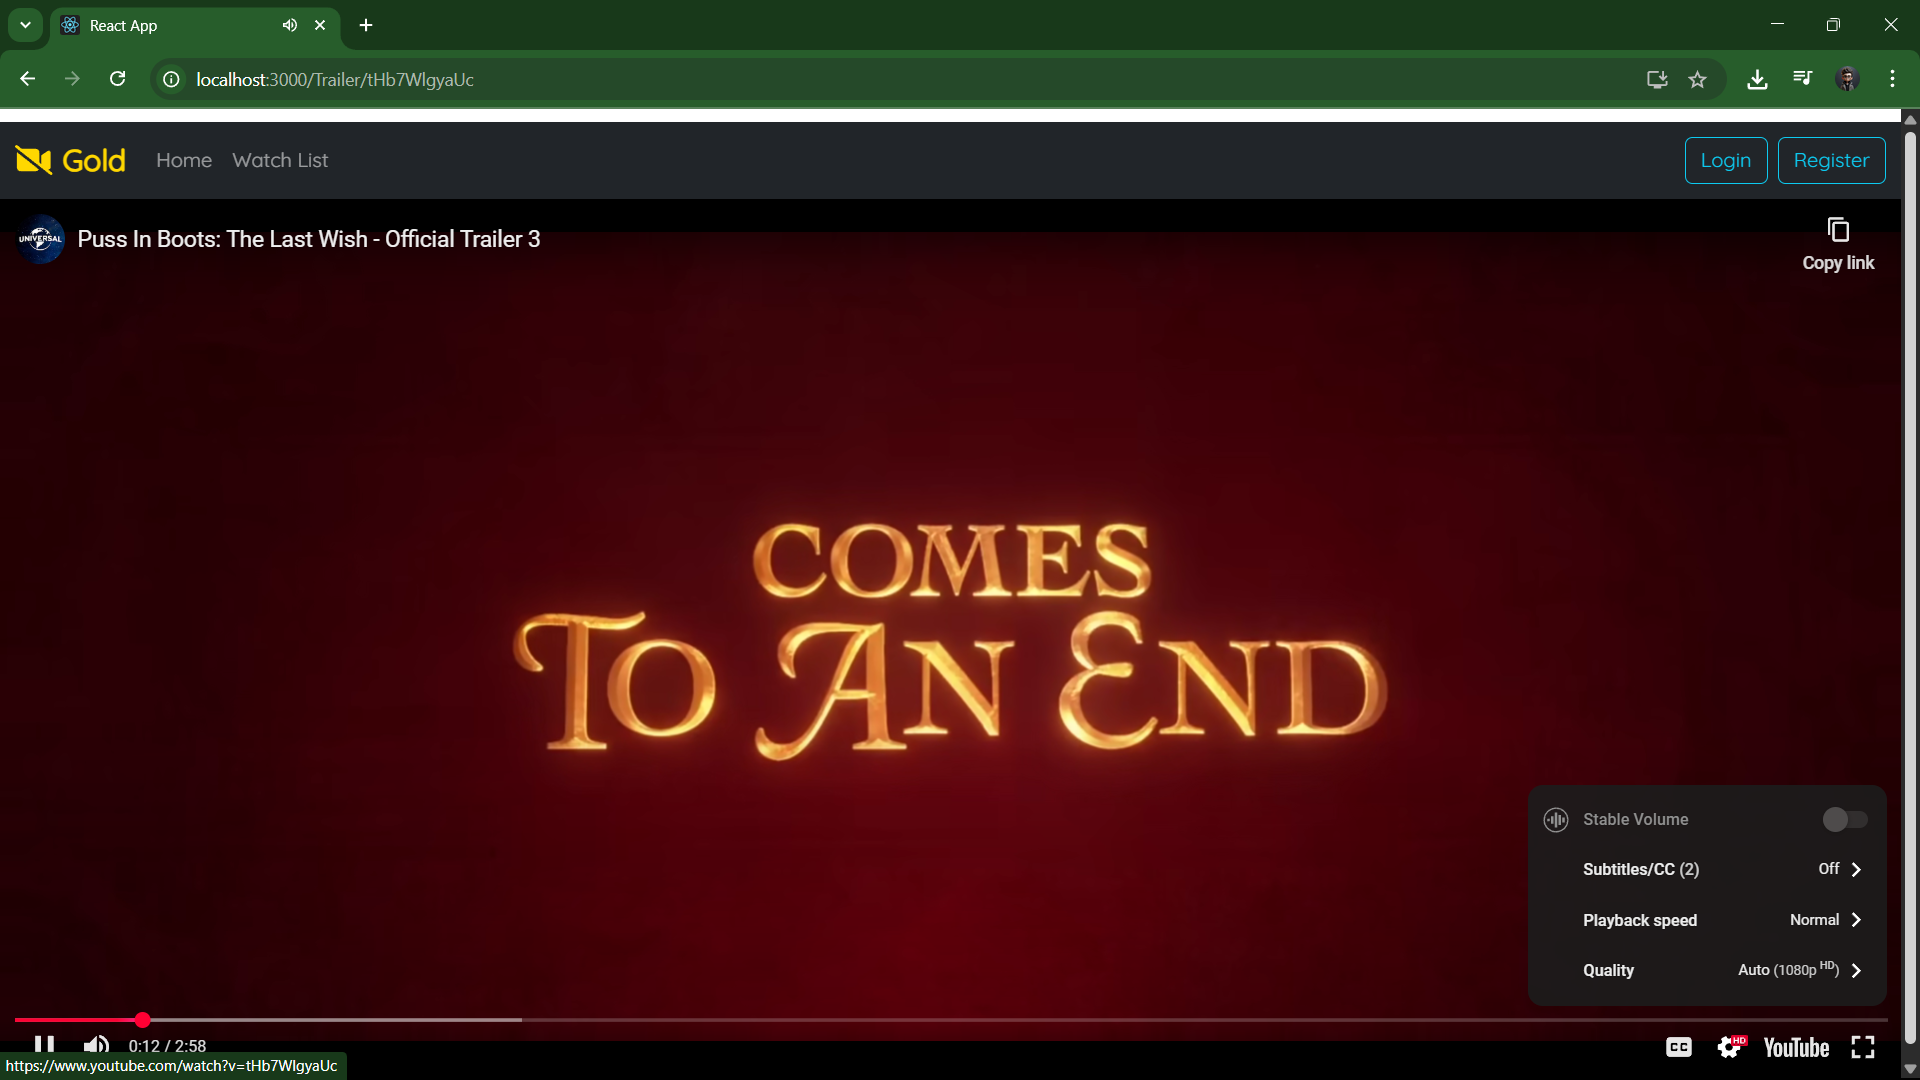 React App
localhost:3000/Trailer/tHb7WlgyaUc
Gold Home Watch List Login Register
UNIVERSAL Puss In Boots: The Last Wish - Official Trailer 3
Copy link
COMES
TO AN END
Stable Volume
Subtitles/CC (2) Off
Playback speed Normal
Quality Auto (1080p HD)
0:12 / 2:58 CC HD YouTube
https://www.youtube.com/watch?v=tHb7WlgyaUc